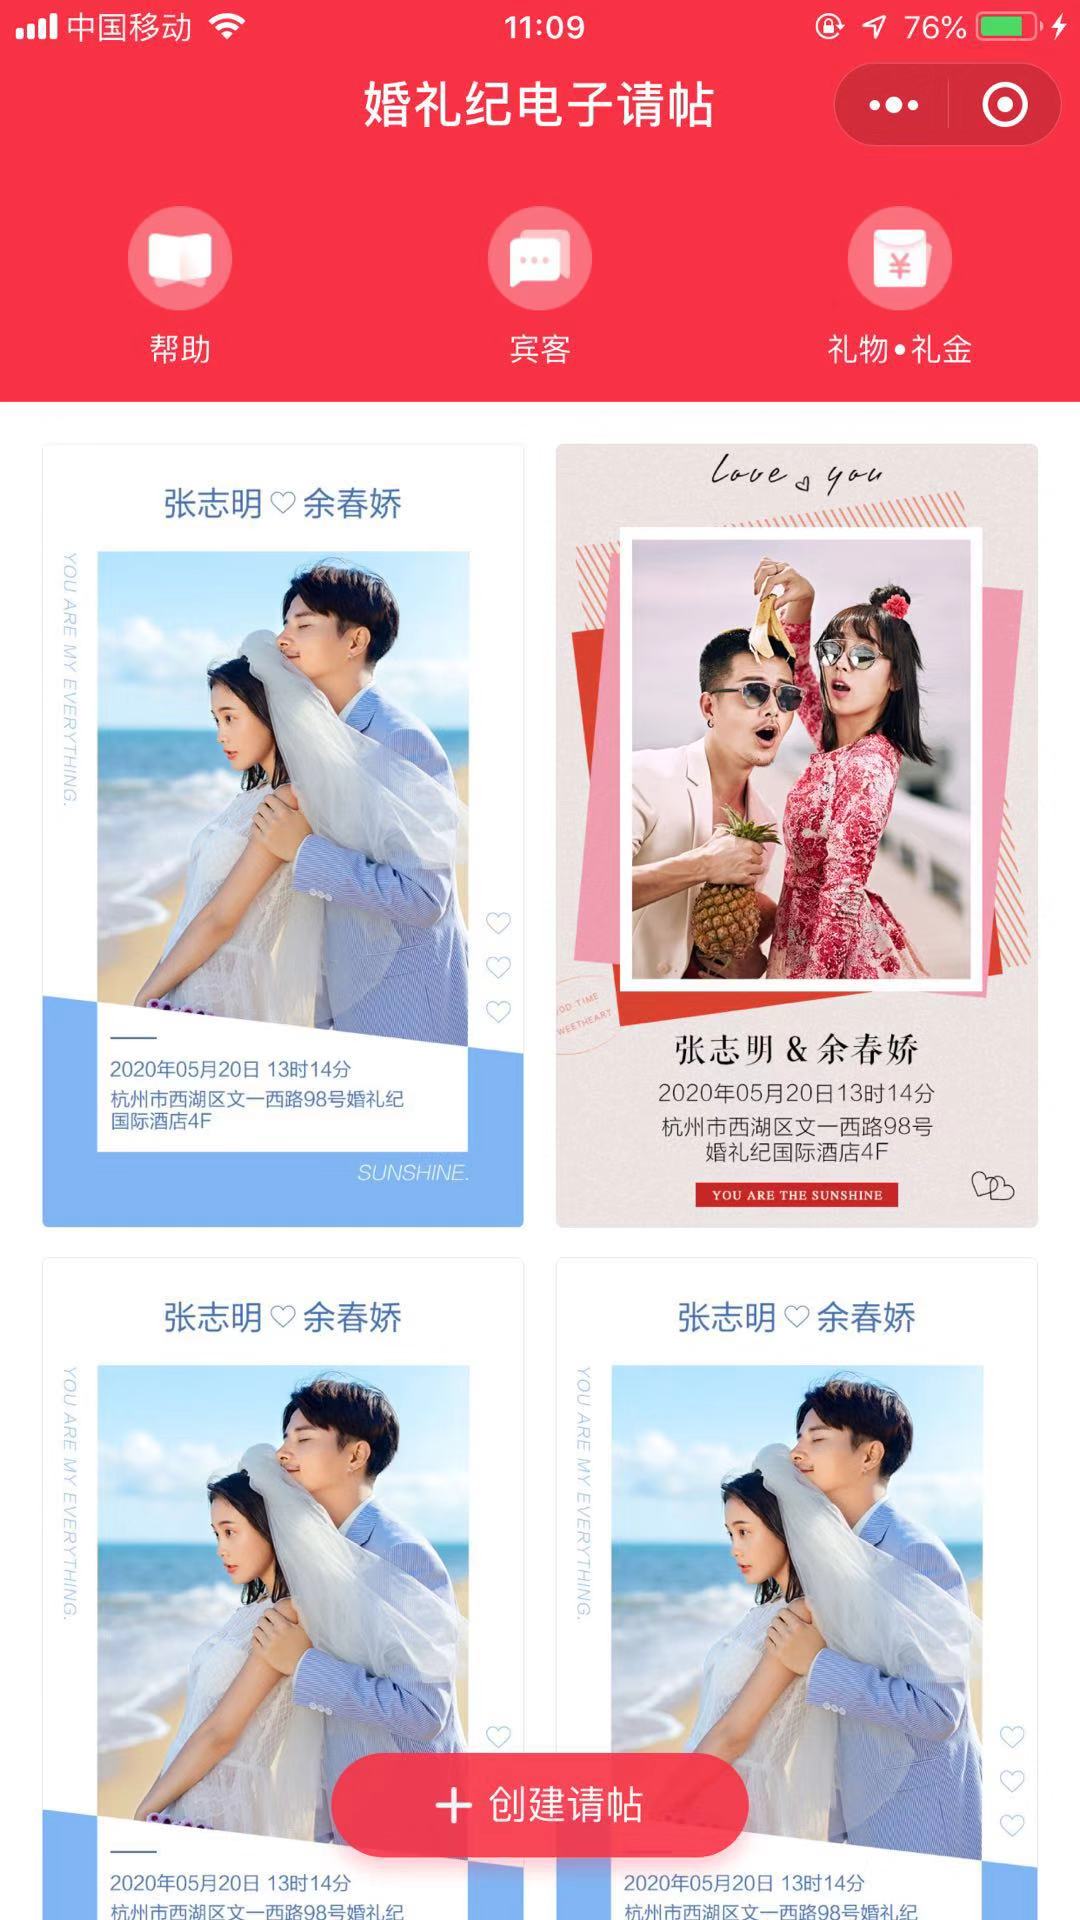 中国移动
11:09
76%
婚礼纪电子请帖
帮助
宾客
礼物•礼金
张志明♡余春娇
YOU ARE MY EVERYTHING.
2020年05月20日 13时14分
杭州市西湖区文一西路98号婚礼纪
国际酒店4F
SUNSHINE.
love you
张志明 & 余春娇
2020年05月20日13时14分
杭州市西湖区文一西路98号
婚礼纪国际酒店4F
YOU ARE THE SUNSHINE
张志明♡余春娇
YOU ARE MY EVERYTHING.
2020年05月20日 13时14分
杭州市西湖区文一西路98号婚礼纪
张志明♡余春娇
YOU ARE MY EVERYTHING.
2020年05月20日 13时14分
杭州市西湖区文一西路98号婚礼纪
+ 创建请帖